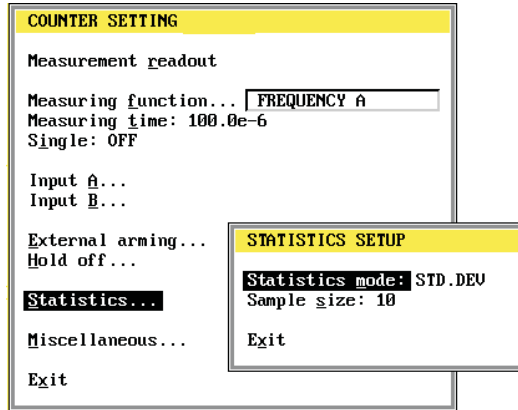 COUNTER SETTING
Measurement readout
Measuring function... FREQUENCY A
Measuring time: 100.0e-6
Single: OFF
Input A...
Input B...
External arming...
Hold off...
Statistics...
Miscellaneous...
Exit
STATISTICS SETUP
Statistics mode: STD.DEV
Sample size: 10
Exit